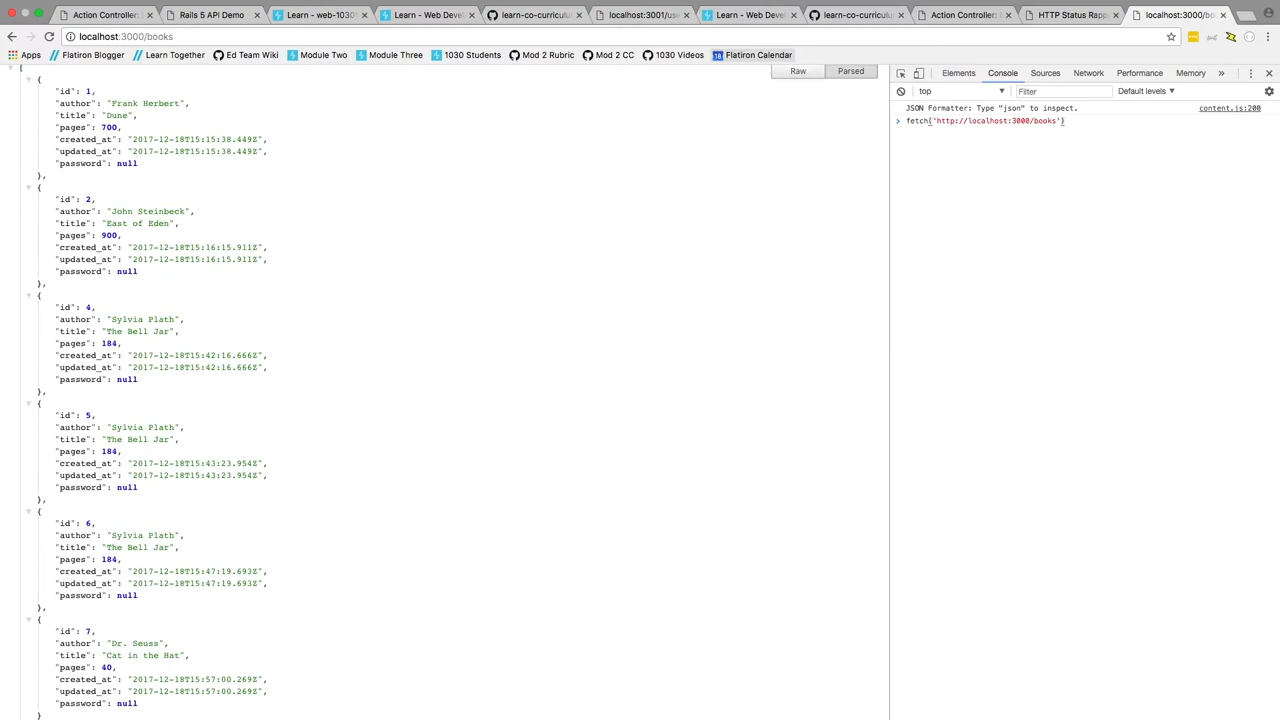 Action Controller: 
Rails 5 API Demo
Learn - web-1030
Learn - Web Deve
learn-co-curriculu
localhost:3001/use
Learn - Web Deve
learn-co-curriculu
Action Controller: E
HTTP Status Rapp
localhost:3000/boo
localhost:3000/books
Apps
Flatiron Blogger
Learn Together
Ed Team Wiki
Module Two
Module Three
1030 Students
Mod 2 Rubric
Mod 2 CC
1030 Videos
18
Flatiron Calendar
Raw
Parsed
[
{
"id": 1,
"author": "Frank Herbert",
"title": "Dune",
"pages": 700,
"created_at": "2017-12-18T15:15:38.449Z",
"updated_at": "2017-12-18T15:15:38.449Z",
"password": null
},
{
"id": 2,
"author": "John Steinbeck",
"title": "East of Eden",
"pages": 900,
"created_at": "2017-12-18T15:16:15.911Z",
"updated_at": "2017-12-18T15:16:15.911Z",
"password": null
},
{
"id": 4,
"author": "Sylvia Plath",
"title": "The Bell Jar",
"pages": 184,
"created_at": "2017-12-18T15:42:16.666Z",
"updated_at": "2017-12-18T15:42:16.666Z",
"password": null
},
{
"id": 5,
"author": "Sylvia Plath",
"title": "The Bell Jar",
"pages": 184,
"created_at": "2017-12-18T15:43:23.954Z",
"updated_at": "2017-12-18T15:43:23.954Z",
"password": null
},
{
"id": 6,
"author": "Sylvia Plath",
"title": "The Bell Jar",
"pages": 184,
"created_at": "2017-12-18T15:47:19.693Z",
"updated_at": "2017-12-18T15:47:19.693Z",
"password": null
},
{
"id": 7,
"author": "Dr. Seuss",
"title": "Cat in the Hat",
"pages": 40,
"created_at": "2017-12-18T15:57:00.269Z",
"updated_at": "2017-12-18T15:57:00.269Z",
"password": null
}
Elements
Console
Sources
Network
Performance
Memory
»
top
Filter
Default levels
JSON Formatter: Type "json" to inspect.
content.js:200
fetch('http://localhost:3000/books')